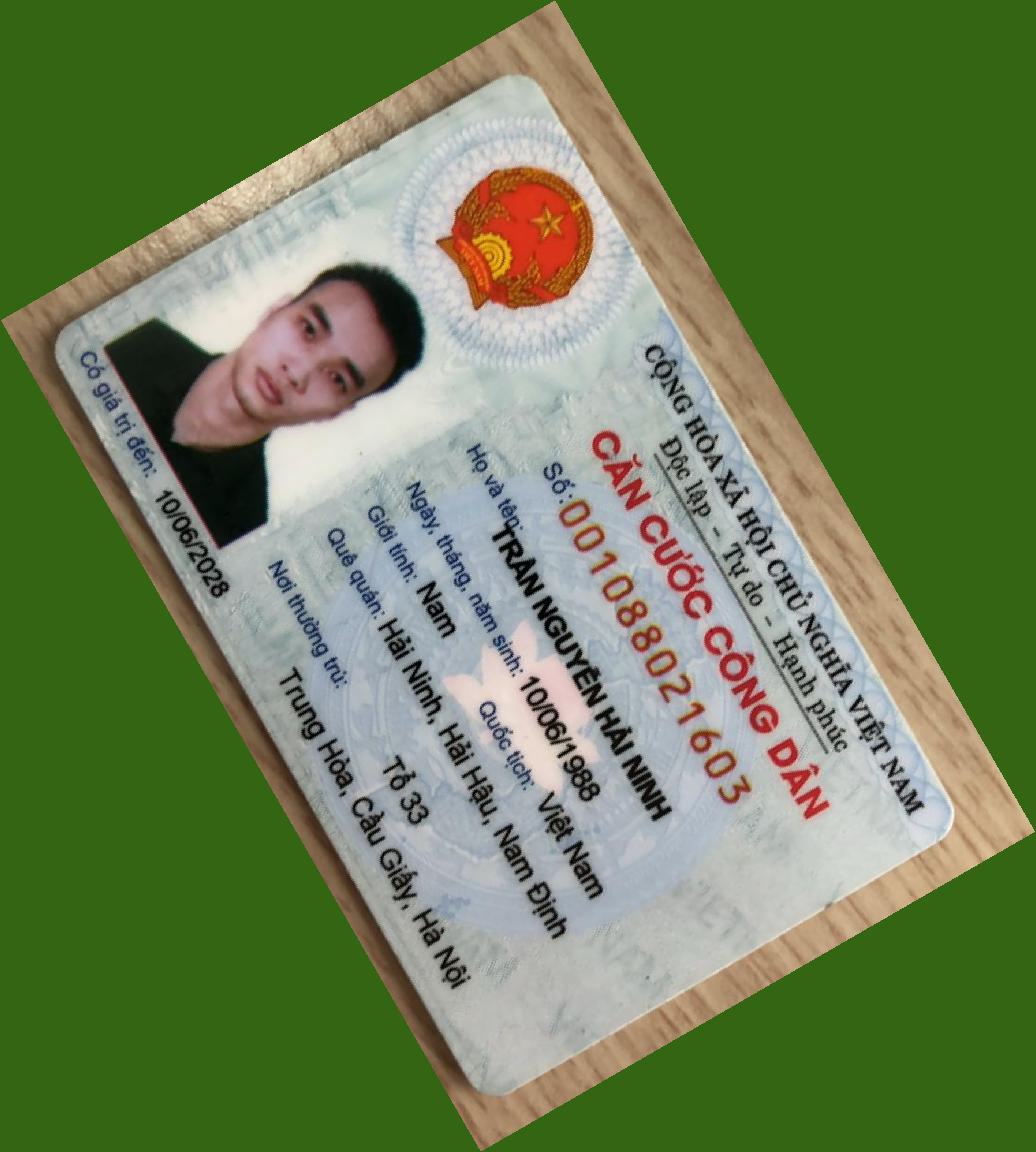 CỘNG HÒA XÃ HỘI CHỦ NGHĨA VIỆT NAM
Độc lập - Tự do - Hạnh phúc
CĂN CƯỚC CÔNG DÂN
Số: 001088021603
Họ và tên: TRẦN NGUYỄN HẢI NINH
Ngày, tháng, năm sinh: 10/06/1988
Giới tính: Nam Quốc tịch: Việt Nam
Quê quán: Hải Ninh, Hải Hậu, Nam Định
Nơi thường trú: Tổ 33
Trung Hòa, Cầu Giấy, Hà Nội
Có giá trị đến: 10/06/2028